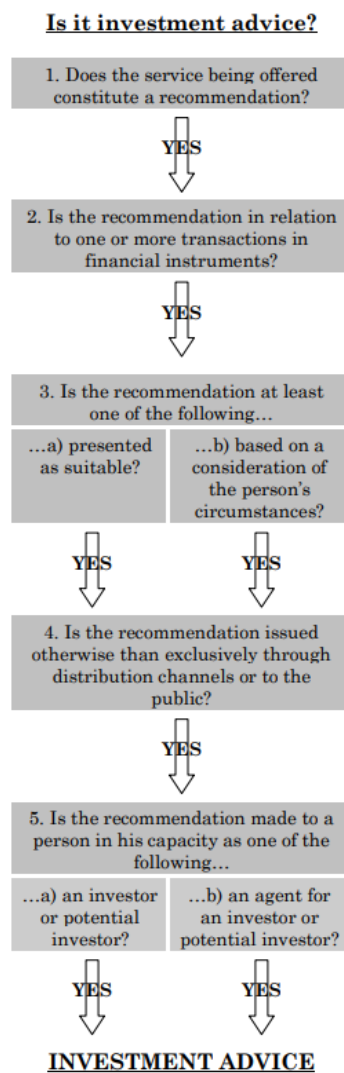 Is it investment advice?
1. Does the service being offered
constitute a recommendation?
YES
2. Is the recommendation in relation
to one or more transactions in
financial instruments?
YES
3. Is the recommendation at least
one of the following…
…a) presented
as suitable?
…b) based on a
consideration of
the person's
circumstances?
YES
YES
4. Is the recommendation issued
otherwise than exclusively through
distribution channels or to the
public?
YES
5. Is the recommendation made to a
person in his capacity as one of the
following…
…a) an investor
or potential
investor?
…b) an agent for
an investor or
potential investor?
YES
YES
INVESTMENT ADVICE